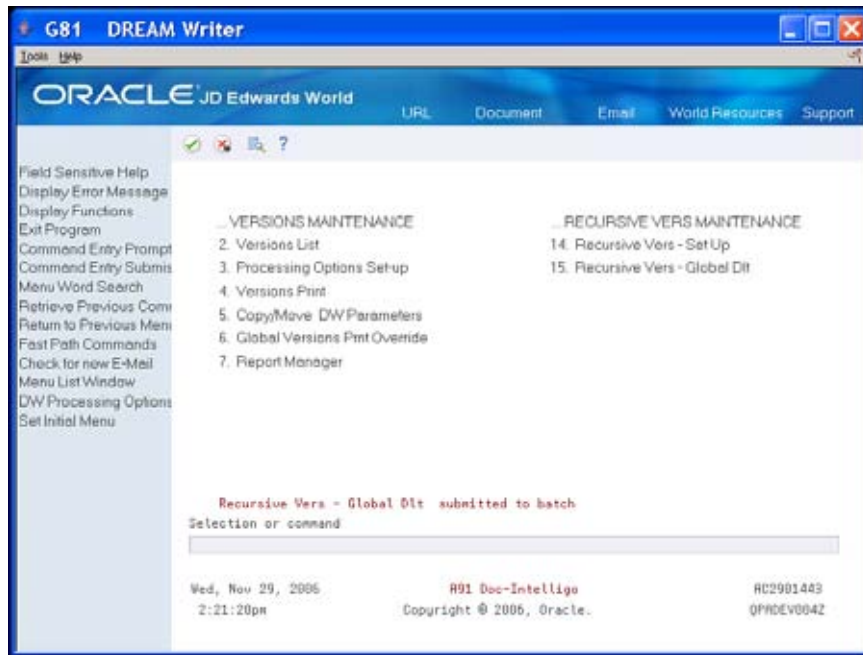 G81 DREAM Writer
Tools Help
ORACLE JD Edwards World
URL Document Email World Resources Support
?
Field Sensitive Help
Display Error Message
Display Functions
Exit Program
Command Entry Prompt
Command Entry Submis
Menu Word Search
Retrieve Previous Com
Return to Previous Menu
Fast Path Commands
Check for new E-Mail
Menu List Window
DW Processing Options
Set Initial Menu
... VERSIONS MAINTENANCE
2. Versions List
3. Processing Options Set-up
4. Versions Print
5. Copy/Move DW Parameters
6. Global Versions Prnt Override
7. Report Manager
... RECURSIVE VERS MAINTENANCE
14. Recursive Vers - Set Up
15. Recursive Vers - Global Dlt
Recursive Vers - Global Dlt submitted to batch
Selection or command
Wed, Nov 29, 2006 A91 Doc-Intelligo AC2901443
2:21:20pm Copyright © 2006, Oracle. QPADEV004Z